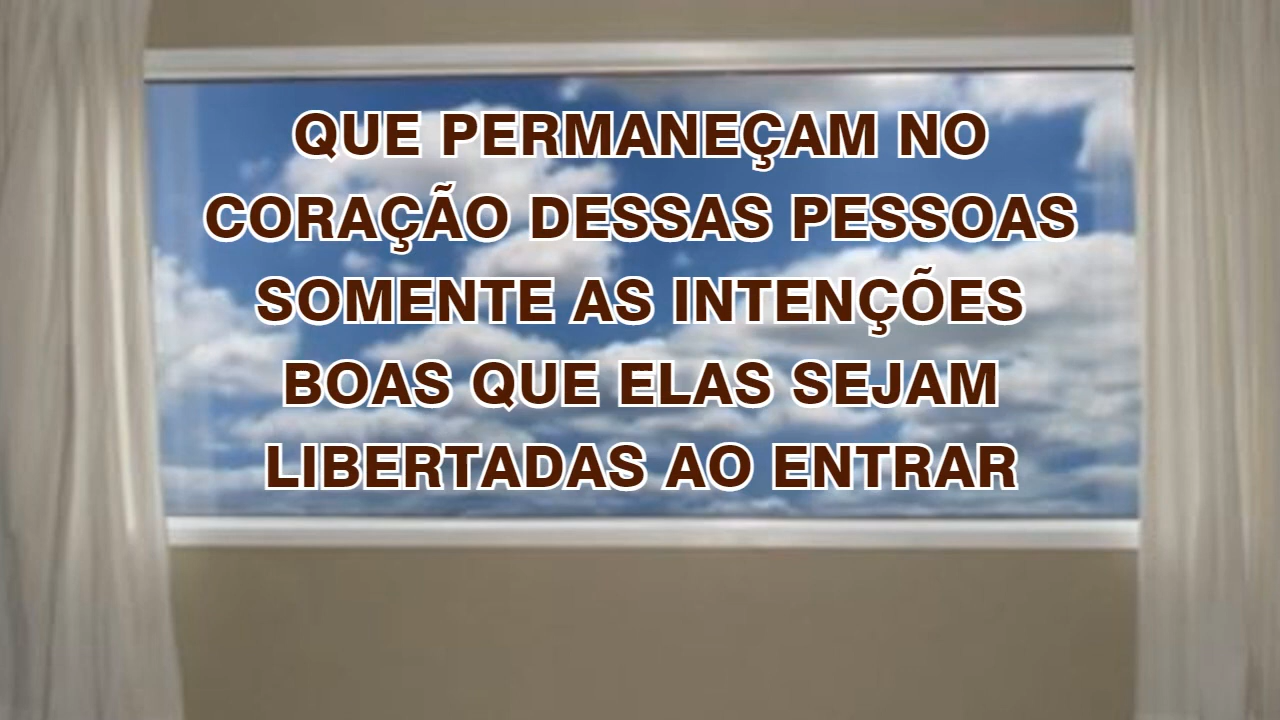 QUE PERMANEÇAM NO
CORAÇÃO DESSAS PESSOAS
SOMENTE AS INTENÇÕES
BOAS QUE ELAS SEJAM
LIBERTADAS AO ENTRAR